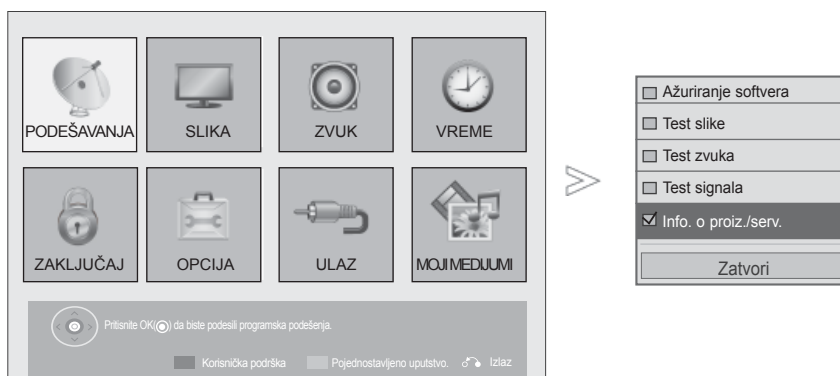 PODEŠAVANJA
SLIKA
ZVUK
VREME
ZAKLJUČAJ
OPCIJA
ULAZ
MOJI MEDIJUMI
Pritisnite OK(◉) da biste podesili programska podešenja.
Korisnička podrška
Pojednostavljeno uputstvo.
Izlaz
Ažuriranje softvera
Test slike
Test zvuka
Test signala
Info. o proiz./serv.
Zatvori